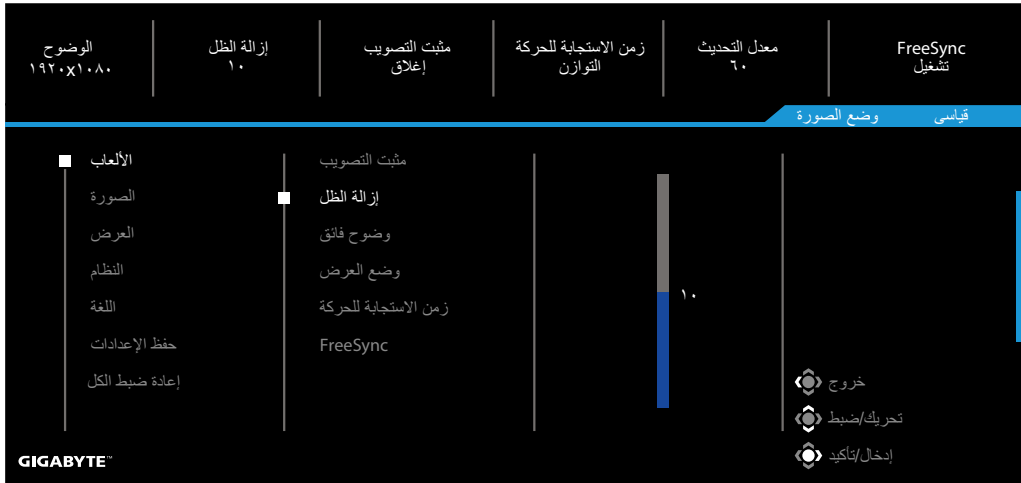 FreeSync
تشغيل
معدل التحديث
٦٠
زمن الاستجابة للحركة
التوازن
مثبت التصويب
إغلاق
إزالة الظل
١٠
الوضوح
١٩٢٠x١٠٨٠
وضع الصورة قياسى
الألعاب
الصورة
العرض
النظام
اللغة
حفظ الإعدادات
إعادة ضبط الكل
مثبت التصويب
إزالة الظل
وضوح فائق
وضع العرض
زمن الاستجابة للحركة
FreeSync
١٠
خروج
تحريك/ضبط
إدخال/تأكيد
GIGABYTE™